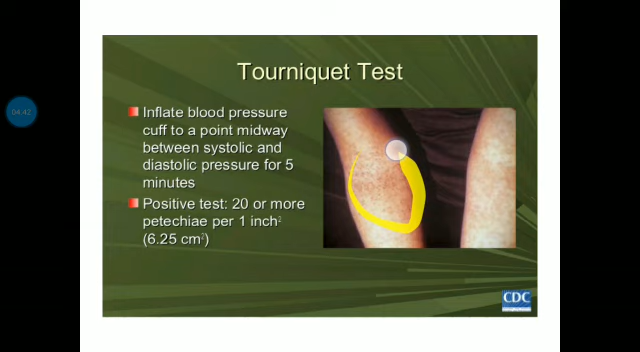 04:42
Tourniquet Test
Inflate blood pressure
cuff to a point midway
between systolic and
diastolic pressure for 5
minutes
Positive test: 20 or more
petechiae per 1 inch²
(6.25 cm²)
CDC